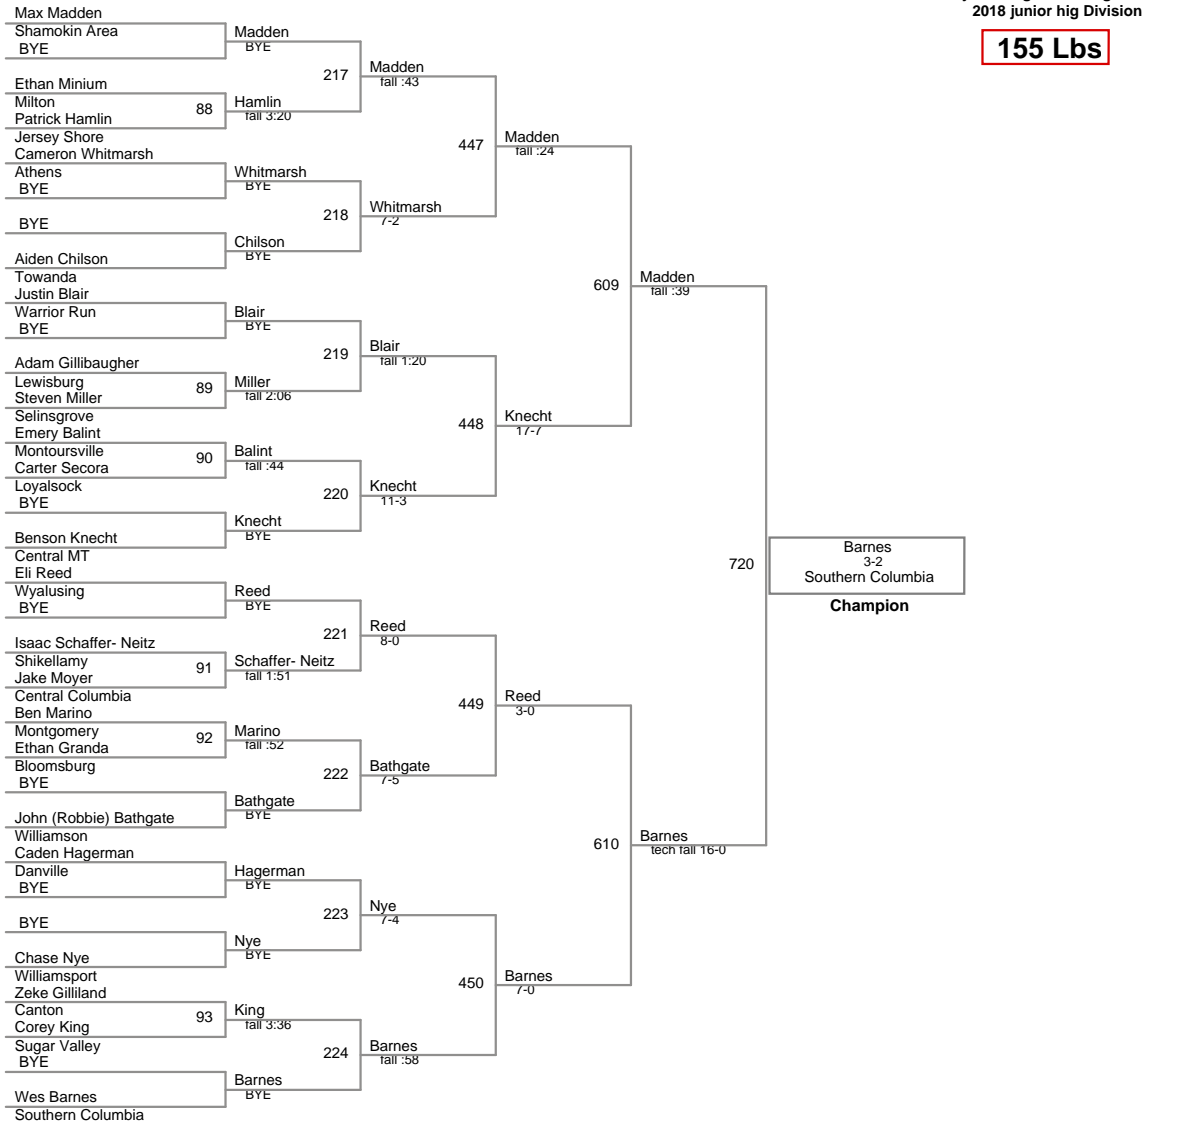 2018 junior hig Division
155 Lbs
Max Madden
Shamokin Area
BYE
Ethan Minium
Milton
Patrick Hamlin
Jersey Shore
Cameron Whitmarsh
Athens
BYE
BYE
Aiden Chilson
Towanda
Justin Blair
Warrior Run
BYE
Adam Gillibaugher
Lewisburg
Steven Miller
Selinsgrove
Emery Balint
Montoursville
Carter Secora
Loyalsock
BYE
Benson Knecht
Central MT
Eli Reed
Wyalusing
BYE
Isaac Schaffer- Neitz
Shikellamy
Jake Moyer
Central Columbia
Ben Marino
Montgomery
Ethan Granda
Bloomsburg
BYE
John (Robbie) Bathgate
Williamson
Caden Hagerman
Danville
BYE
BYE
Chase Nye
Williamsport
Zeke Gilliland
Canton
Corey King
Sugar Valley
BYE
Wes Barnes
Southern Columbia
88
89
90
91
92
93
Madden
BYE
Hamlin
fall 3:20
Whitmarsh
BYE
Chilson
BYE
Blair
BYE
Miller
fall 2:06
Balint
fall :44
Knecht
BYE
Reed
BYE
Schaffer- Neitz
fall 1:51
Marino
fall :52
Bathgate
BYE
Hagerman
BYE
Nye
BYE
King
fall 3:36
Barnes
BYE
217
218
219
220
221
222
223
224
Madden
fall :43
Whitmarsh
7-2
Blair
fall 1:20
Knecht
11-3
Reed
8-0
Bathgate
7-5
Nye
7-4
Barnes
fall :58
447
448
449
450
Madden
fall :24
Knecht
17-7
Reed
3-0
Barnes
7-0
609
610
Madden
fall :39
Barnes
tech fall 16-0
720
Barnes
3-2
Southern Columbia
Champion